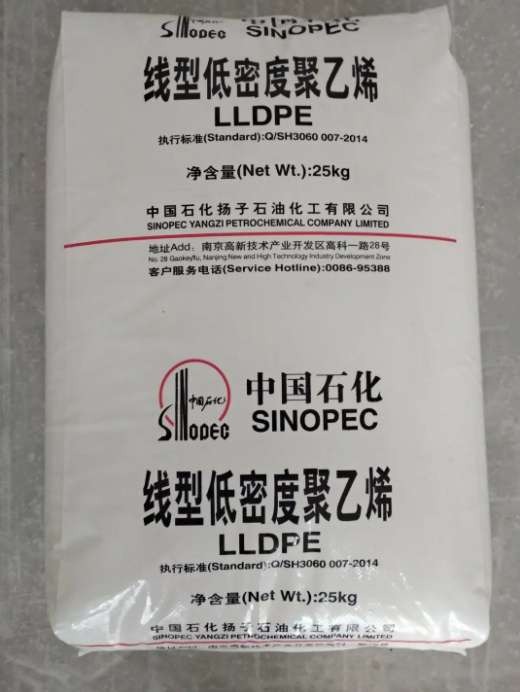 SINOPEC SINOPEC
线型低密度聚乙烯
LLDPE
执行标准(Standard):Q/SH3060 007-2014
净含量(Net Wt.):25kg
中国石化扬子石油化工有限公司
SINOPEC YANGZI PETROCHEMICAL COMPANY LIMITED
地址Add: 南京高新技术产业开发区高科一路28号
No. 28 Gaokeyilu, Nanjing New and High Technology Industry Development Zone
客户服务电话(Service Hotline):0086-95388
中国石化 中国石化
SINOPEC SINOPEC
线型低密度聚乙烯
LLDPE
执行标准(Standard):Q/SH3060 007-2014
净含量(Net Wt.):25kg
中国石化扬子石油化工有限公司
SINOPEC YANGZI PETROCHEMICAL COMPANY LIMITED